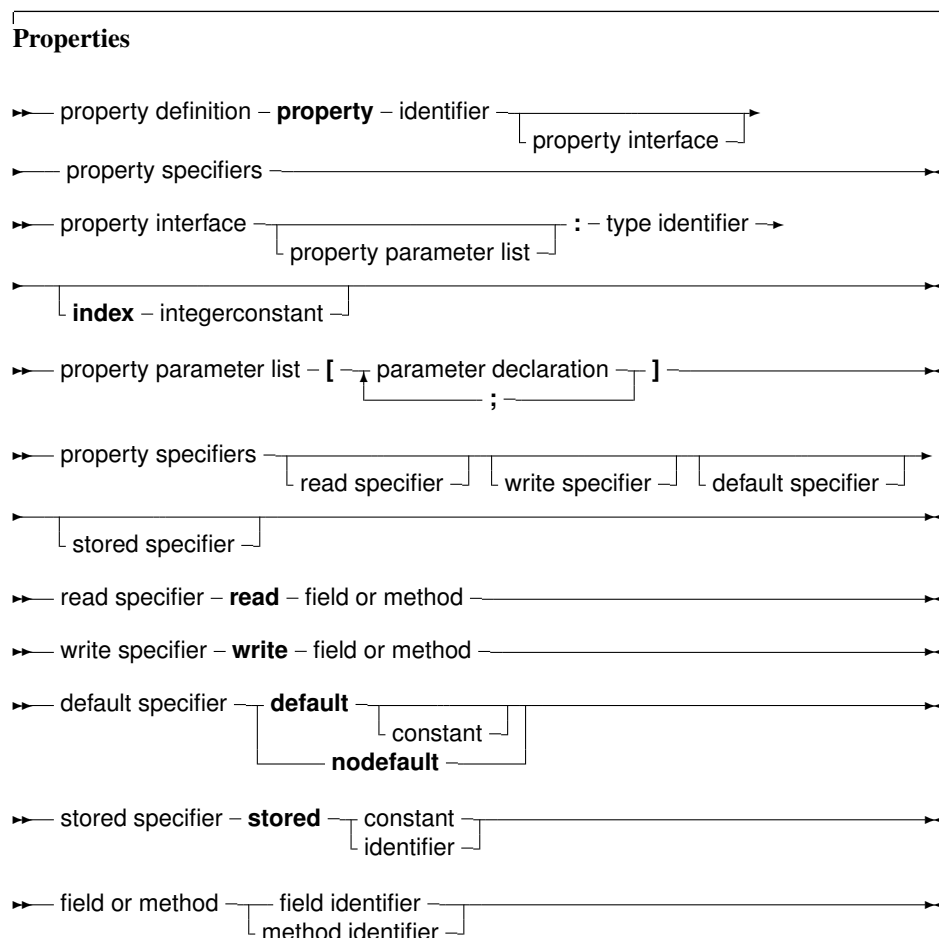 Properties
property definition – property – identifier
property interface
property specifiers
property interface : – type identifier
property parameter list
index – integerconstant
property parameter list – [ parameter declaration ]
;
property specifiers
read specifier write specifier default specifier
stored specifier
read specifier – read – field or method
write specifier – write – field or method
default specifier default
constant
nodefault
stored specifier – stored constant
identifier
field or method field identifier
method identifier